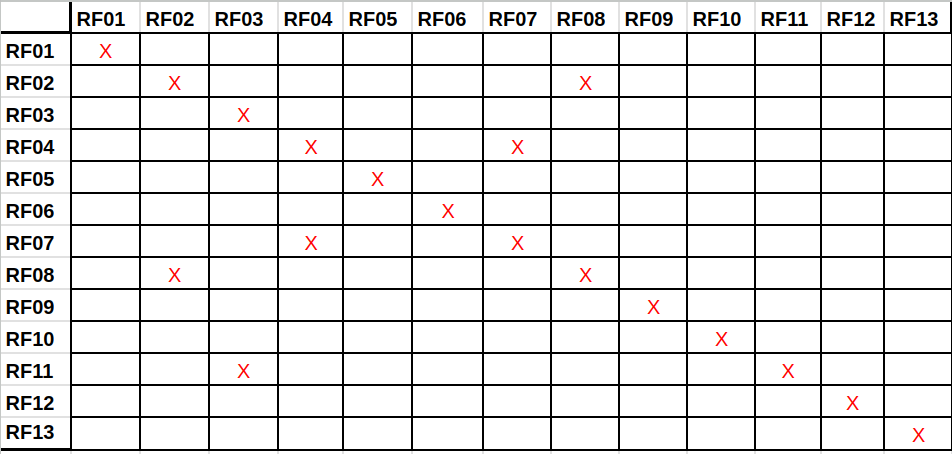 RF01 RF02 RF03 RF04 RF05 RF06 RF07 RF08 RF09 RF10 RF11 RF12 RF13
RF01 X
RF02 X X
RF03 X
RF04 X X
RF05 X
RF06 X
RF07 X X
RF08 X X
RF09 X
RF10 X
RF11 X X
RF12 X
RF13 X